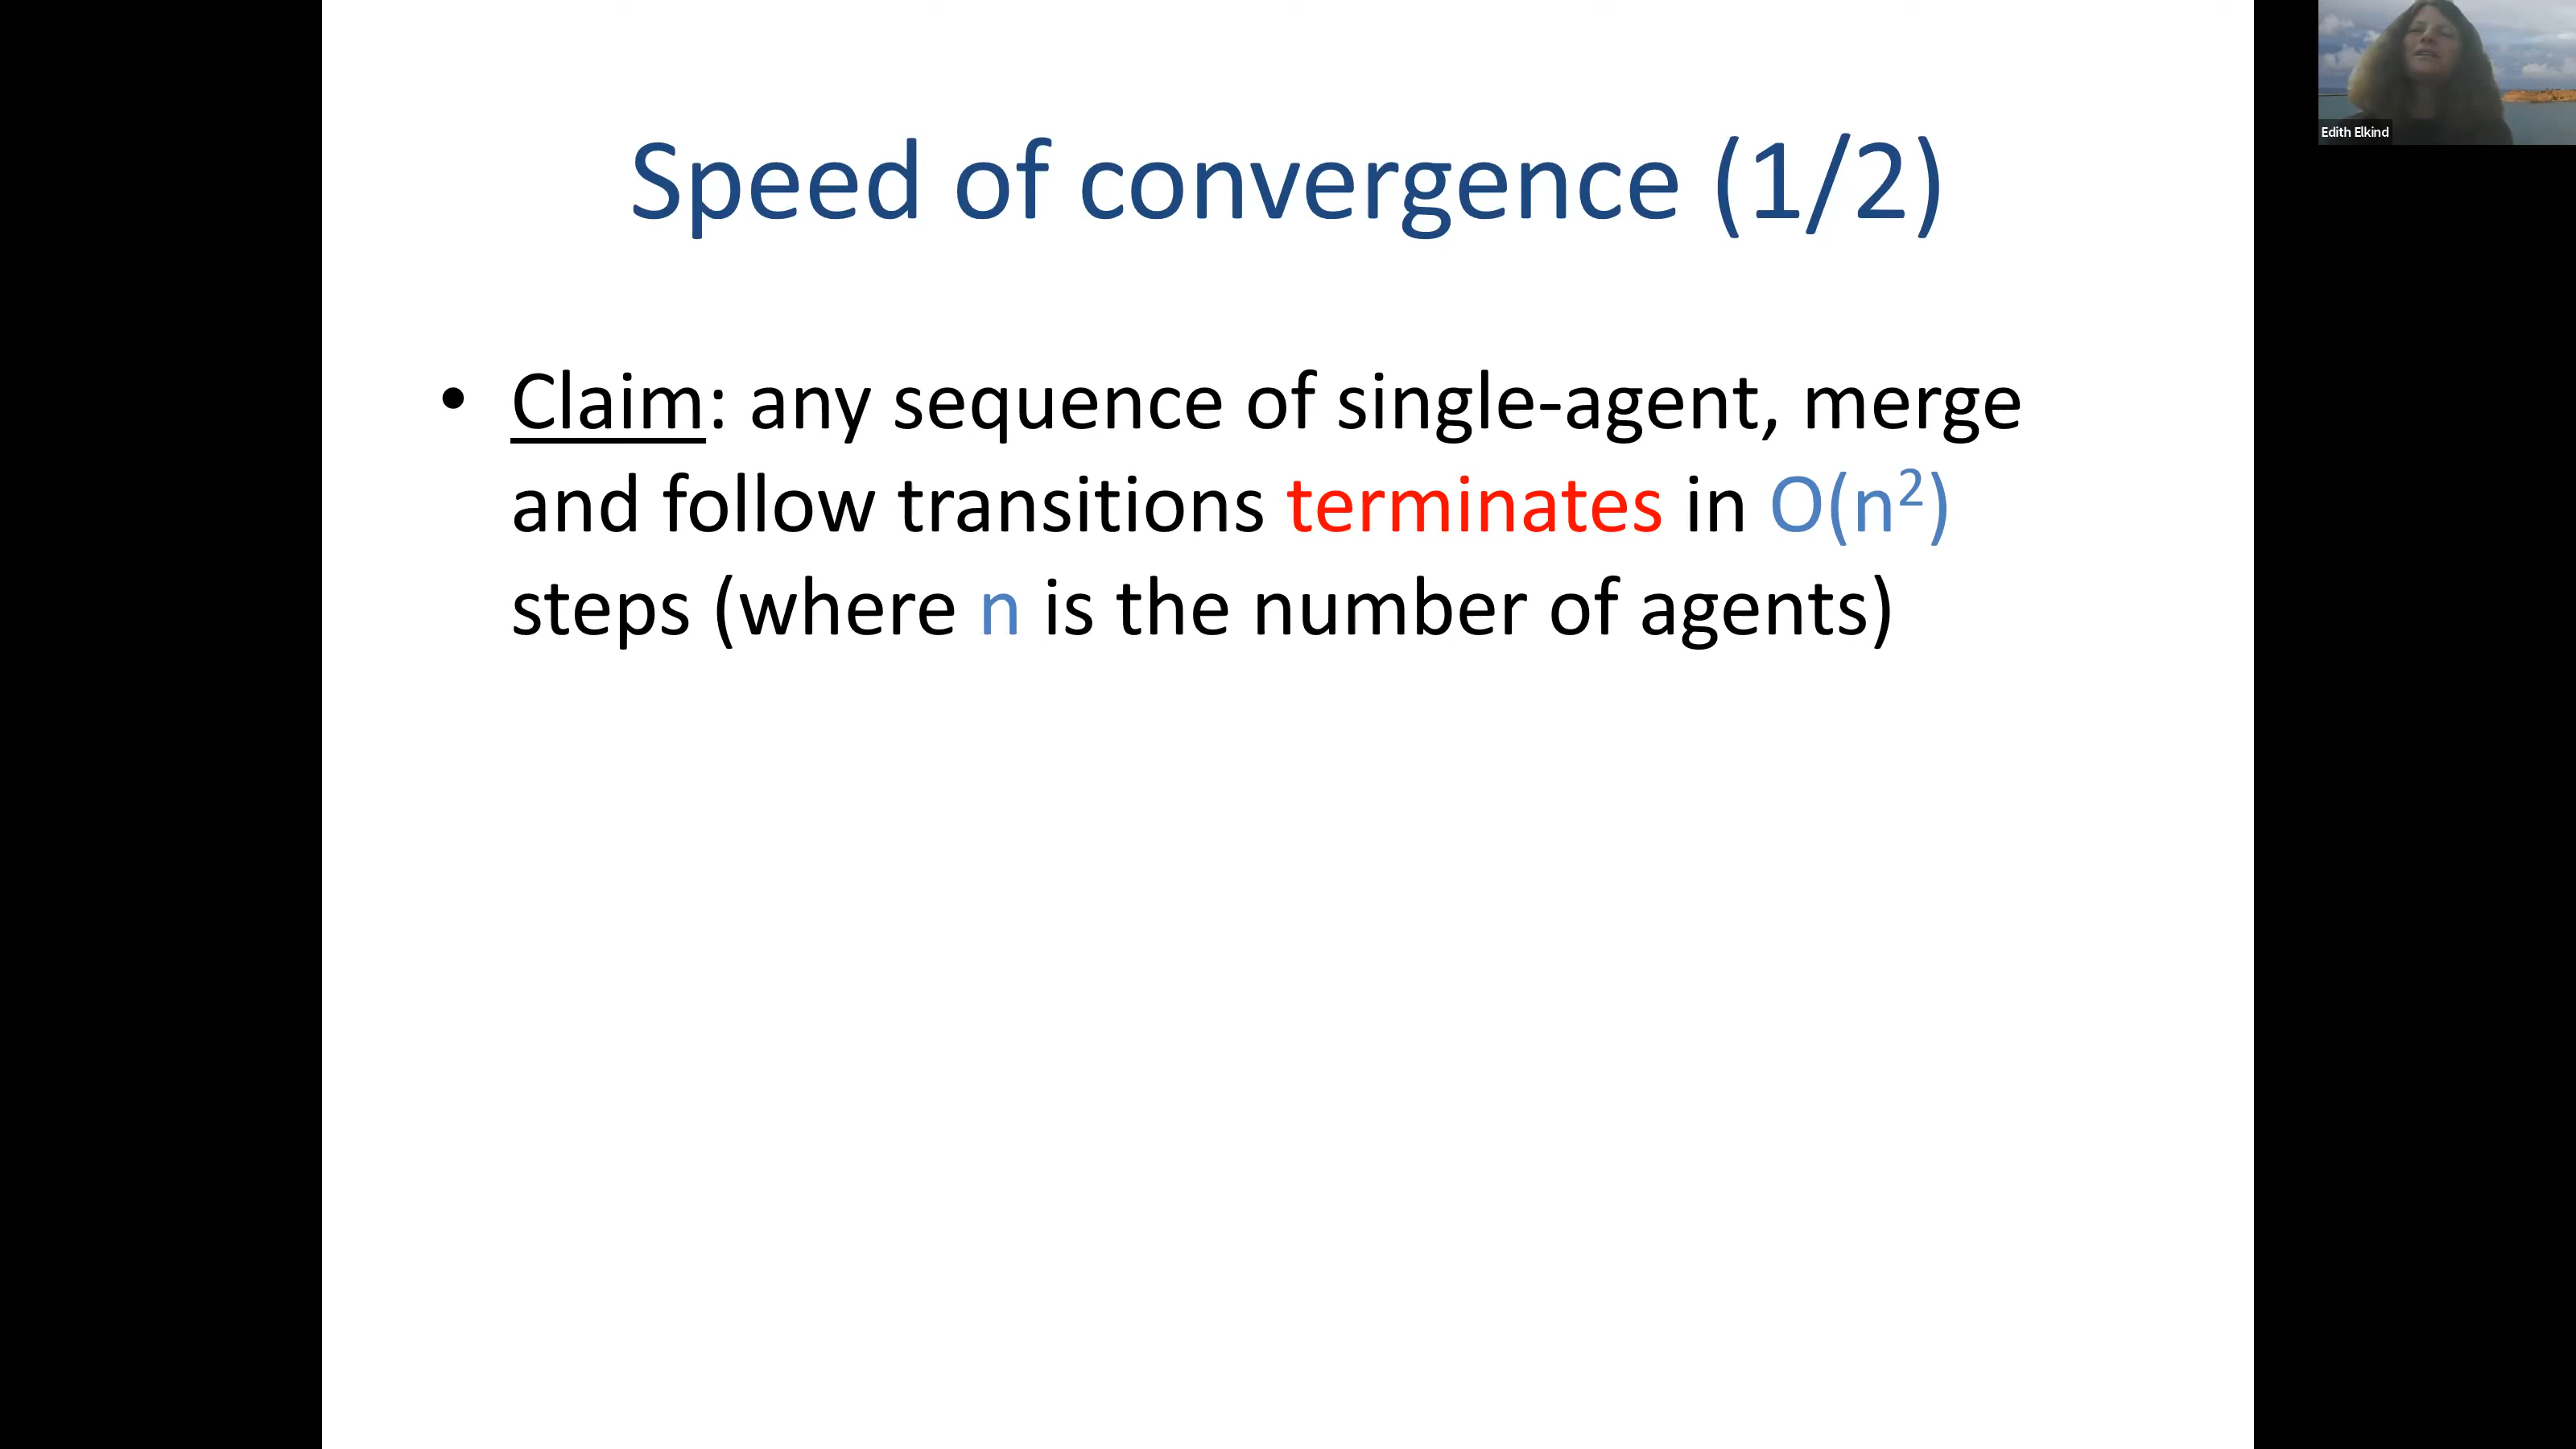 Speed of convergence (1/2)
• Claim: any sequence of single-agent, merge
and follow transitions terminates in O(n²)
steps (where n is the number of agents)
Edith Elkind